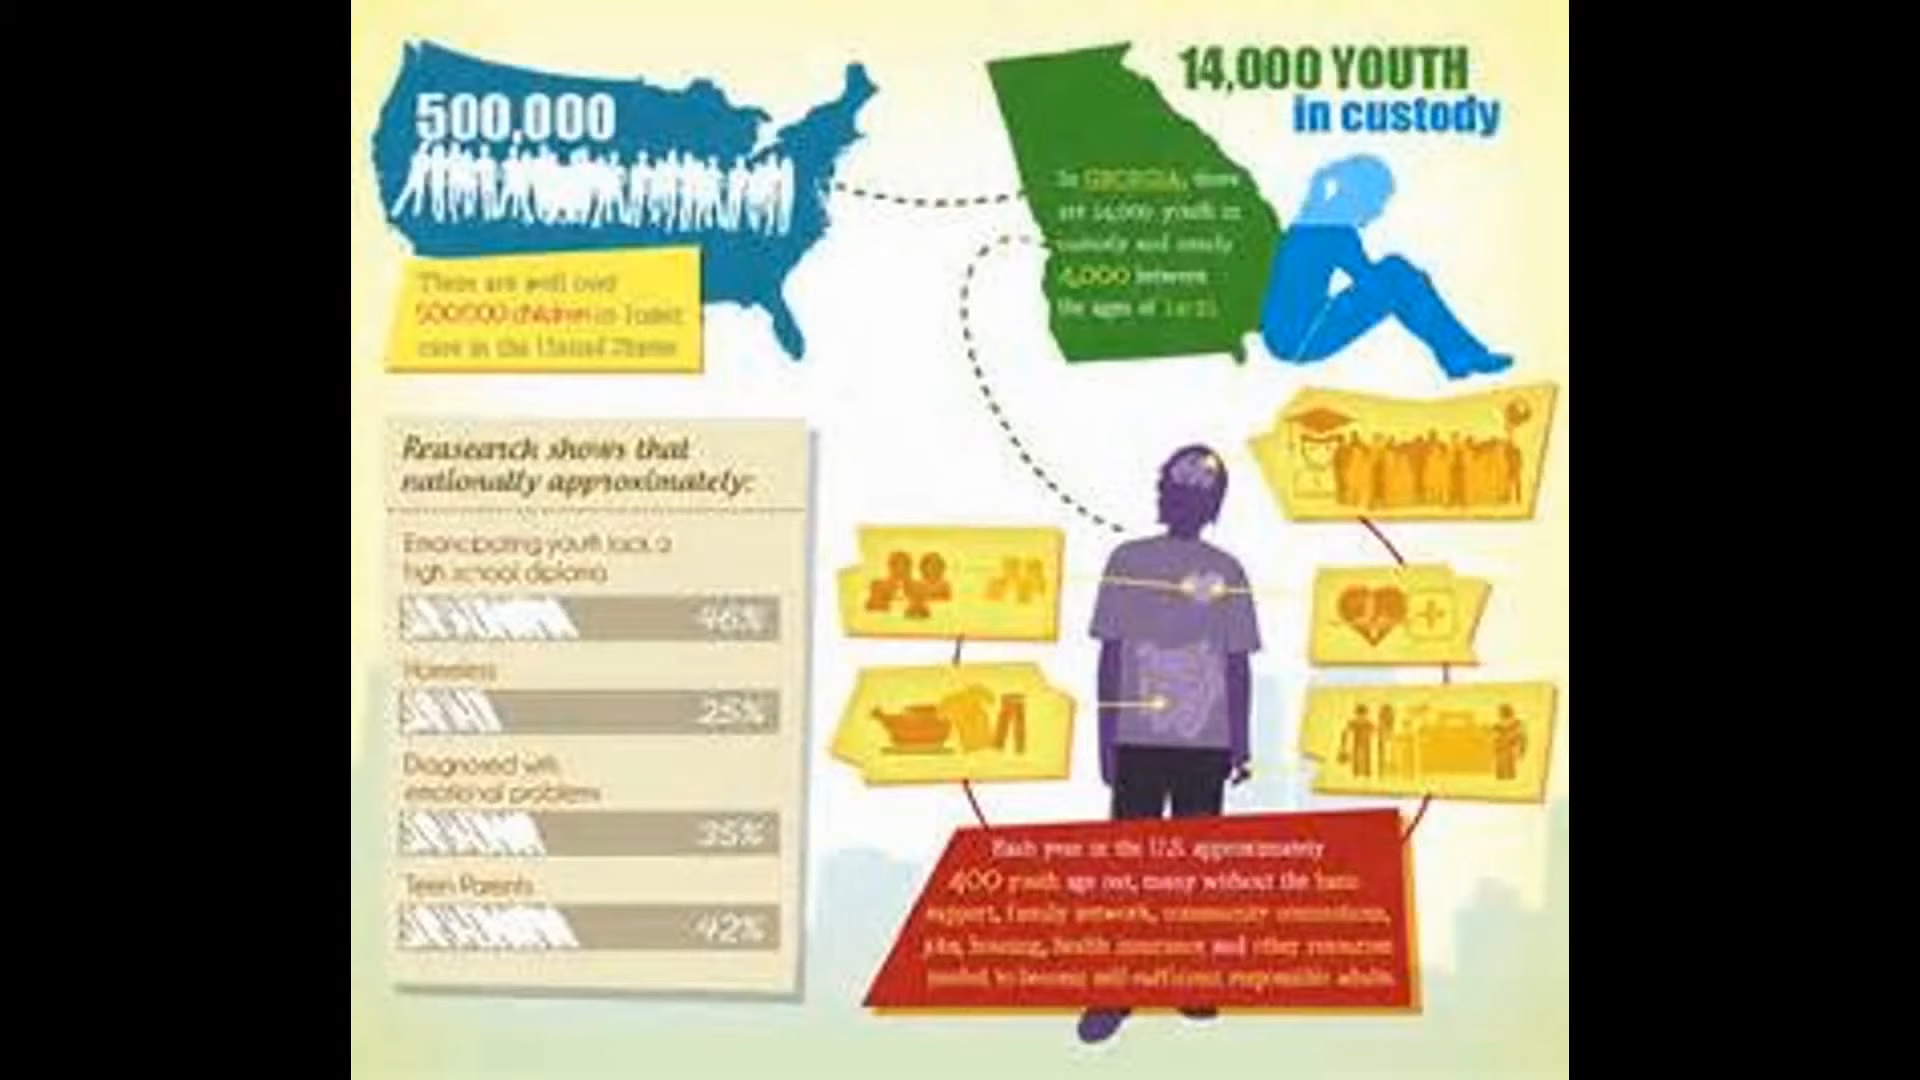 500,000
There are well over
500,000 children in foster
care in the United States
14,000 YOUTH
in custody
In GEORGIA, there
are 14,000 youth in
custody and nearly
4,000 between
the ages of
Reasearch shows that
nationally approximately:
Emancipating youth lack a
high school diploma
46%
Homeless
25%
Diagnosed with
emotional problems
35%
Teen Parents
42%
Each year in the U.S. approximately
400 youth age out, many without the basic
support, family network, community connections,
jobs, housing, health insurance and other resources
needed to become self-sufficient responsible adults.